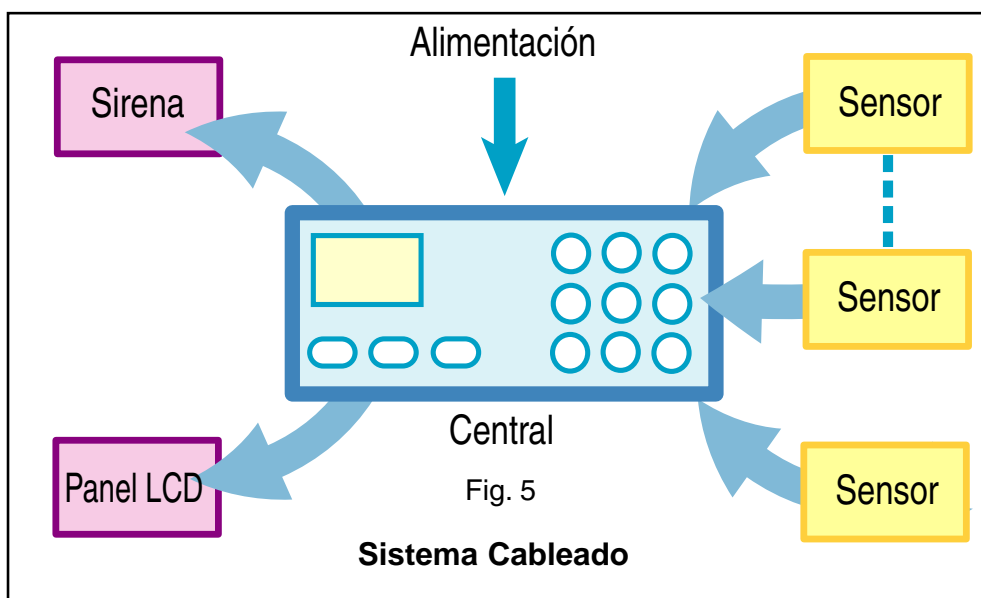 Alimentación
Sirena
Sensor
Sensor
Central
Panel LCD
Fig. 5
Sensor
Sistema Cableado